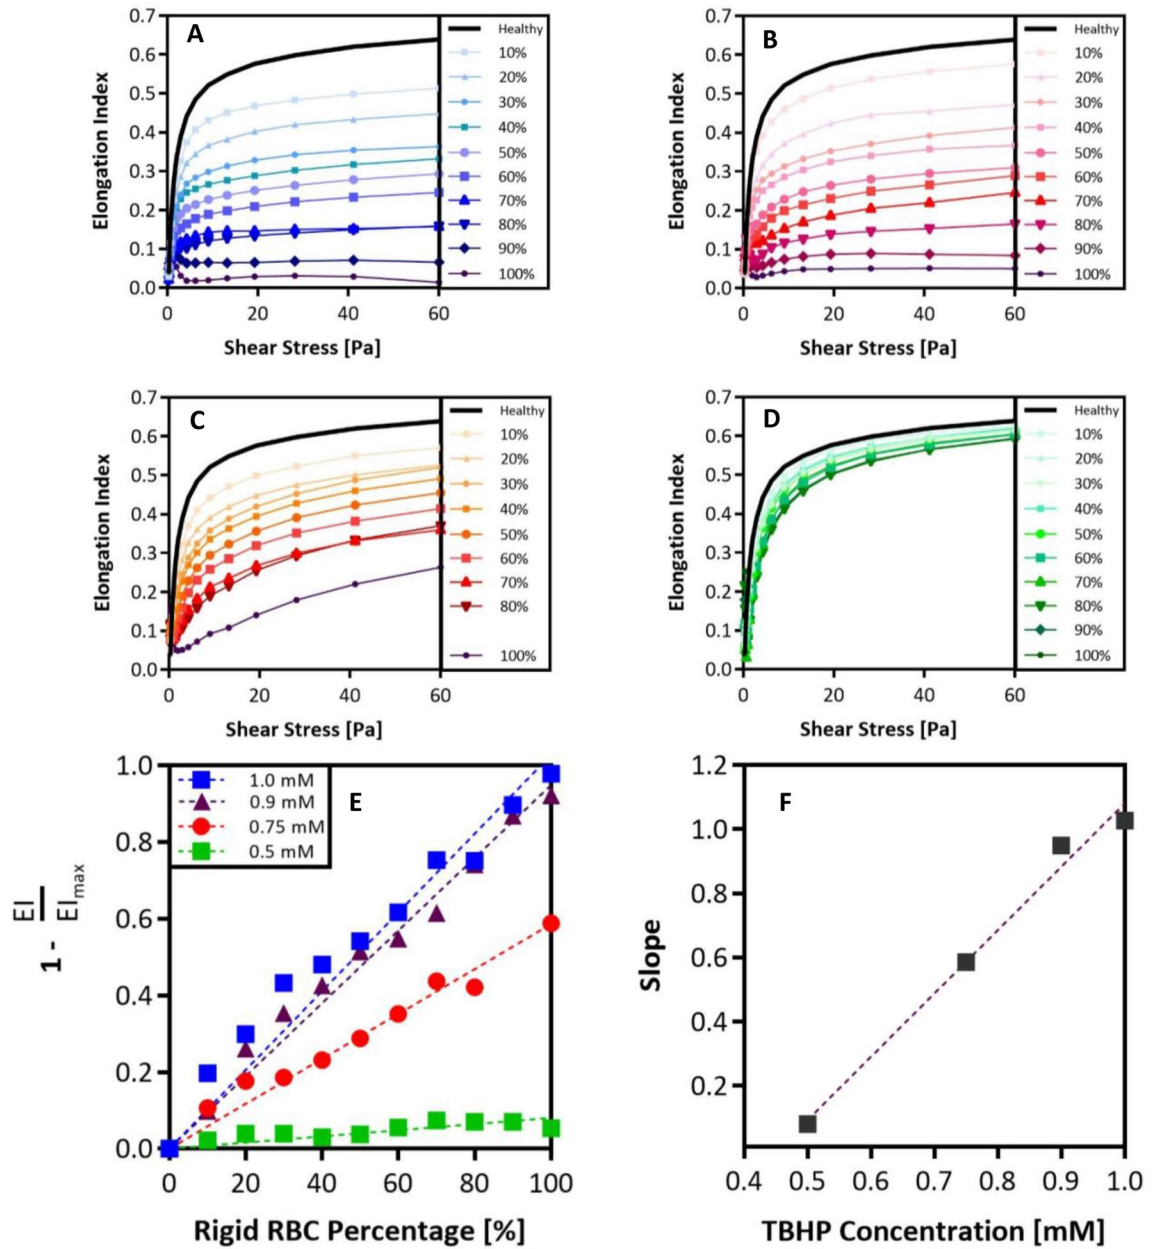 A
0.7
0.6
0.5
0.4
0.3
0.2
0.1
0.0
0 20 40 60
Elongation Index
Shear Stress [Pa]
Healthy
10%
20%
30%
40%
50%
60%
70%
80%
90%
100%
B
0.7
0.6
0.5
0.4
0.3
0.2
0.1
0.0
0 20 40 60
Elongation Index
Shear Stress [Pa]
Healthy
10%
20%
30%
40%
50%
60%
70%
80%
90%
100%
C
0.7
0.6
0.5
0.4
0.3
0.2
0.1
0.0
0 20 40 60
Elongation Index
Shear Stress [Pa]
Healthy
10%
20%
30%
40%
50%
60%
70%
80%
100%
D
0.7
0.6
0.5
0.4
0.3
0.2
0.1
0.0
0 20 40 60
Elongation Index
Shear Stress [Pa]
Healthy
10%
20%
30%
40%
50%
60%
70%
80%
90%
100%
E
1.0
0.8
0.6
0.4
0.2
0.0
0 20 40 60 80 100
1 - EI / EImax
Rigid RBC Percentage [%]
1.0 mM
0.9 mM
0.75 mM
0.5 mM
F
1.2
1.0
0.8
0.6
0.4
0.2
0.4 0.5 0.6 0.7 0.8 0.9 1.0
Slope
TBHP Concentration [mM]